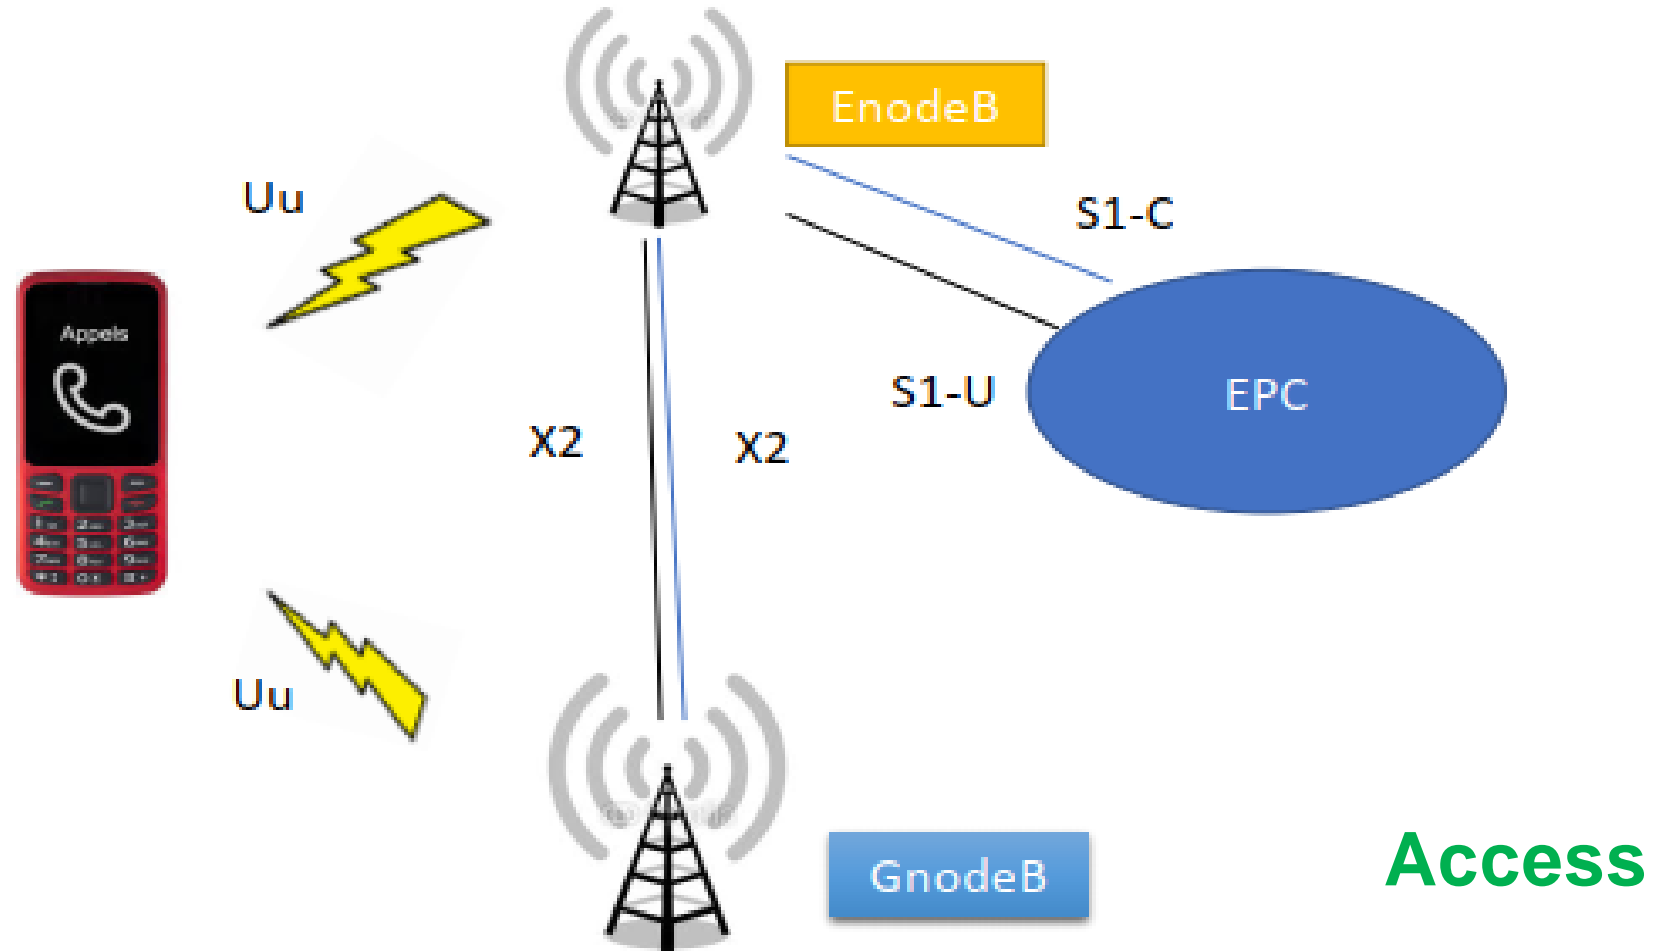 EnodeB
Uu
S1-C
Appels
S1-U
EPC
X2
X2
Uu
GnodeB
Access